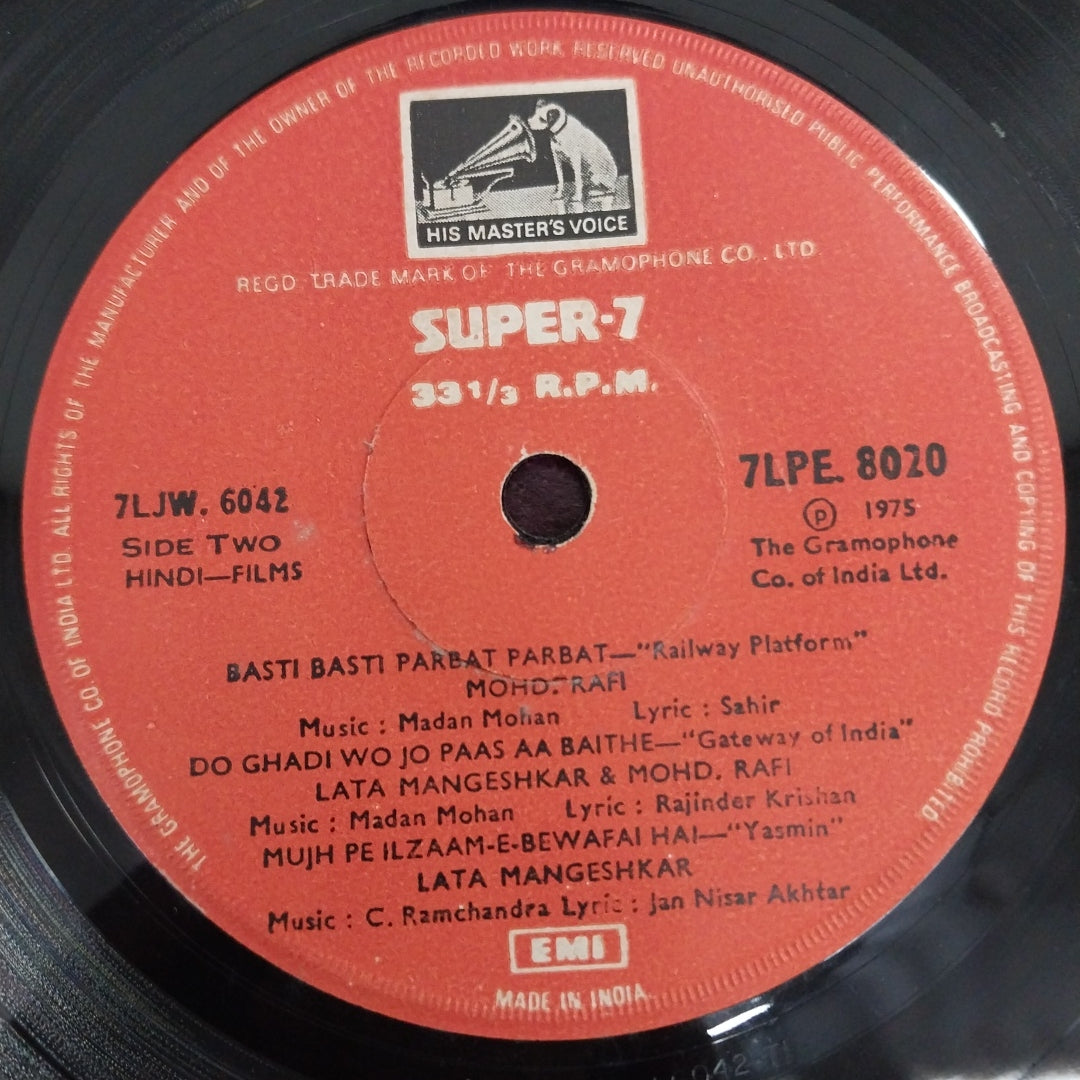 THE GRAMOPHONE CO. OF INDIA LTD. ALL RIGHTS OF THE MANUFACTURER AND OF THE OWNER OF THE RECORDED WORK RESERVED UNAUTHORISED PUBLIC PERFORMANCE BROADCASTING AND COPYING OF THIS RECORD PROHIBITED
HIS MASTER'S VOICE
REGD. TRADE MARK OF THE GRAMOPHONE CO., LTD.
SUPER-7
33 1/3 R.P.M.
7LJW. 6042
SIDE TWO
HINDI—FILMS
7LPE. 8020
Ⓟ 1975
The Gramophone
Co. of India Ltd.
BASTI BASTI PARBAT PARBAT—"Railway Platform"
MOHD. RAFI
Music : Madan Mohan Lyric : Sahir
DO GHADI WO JO PAAS AA BAITHE—"Gateway of India"
LATA MANGESHKAR & MOHD. RAFI
Music : Madan Mohan Lyric : Rajinder Krishan
MUJH PE ILZAAM-E-BEWAFAI HAI—"Yasmin"
LATA MANGESHKAR
Music : C. Ramchandra Lyric : Jan Nisar Akhtar
EMI
MADE IN INDIA